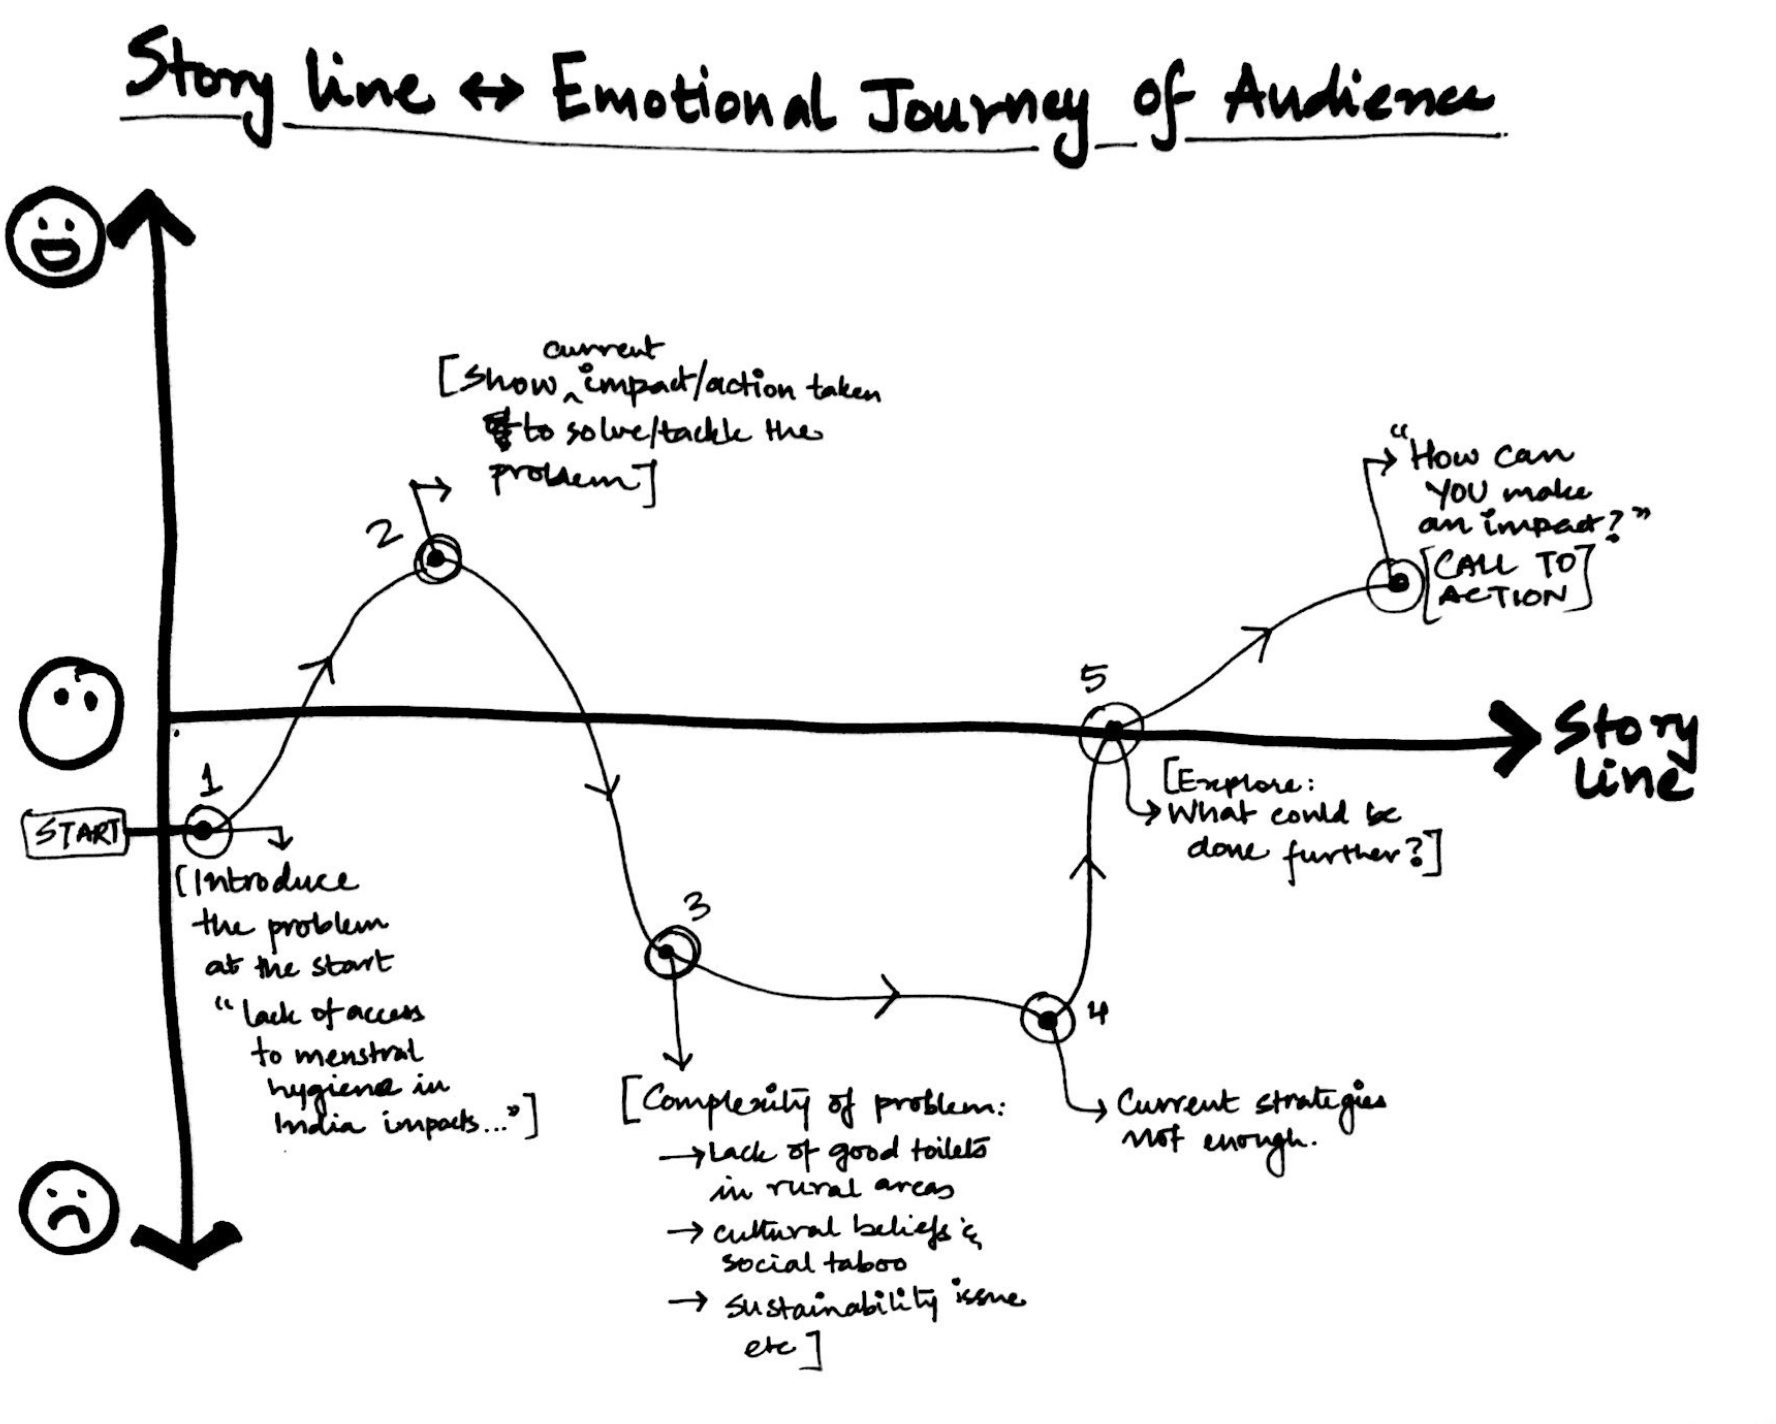 Story line ↔ Emotional Journey of Audience
current
[Show ^ impact/action taken
to solve/tackle the
problem]
2
"How can
YOU make
an impact?"
[CALL TO
ACTION]
5
Story
line
[Explore:
What could be
done further?]
1
START
[Introduce
the problem
at the start
"lack of access
to menstral
hygiene in
India impacts..."]
3
[Complexity of problem:
→ Lack of good toilets
in rural areas
→ cultural beliefs &
social taboo
→ sustainability issue
etc]
4
Current strategies
not enough.